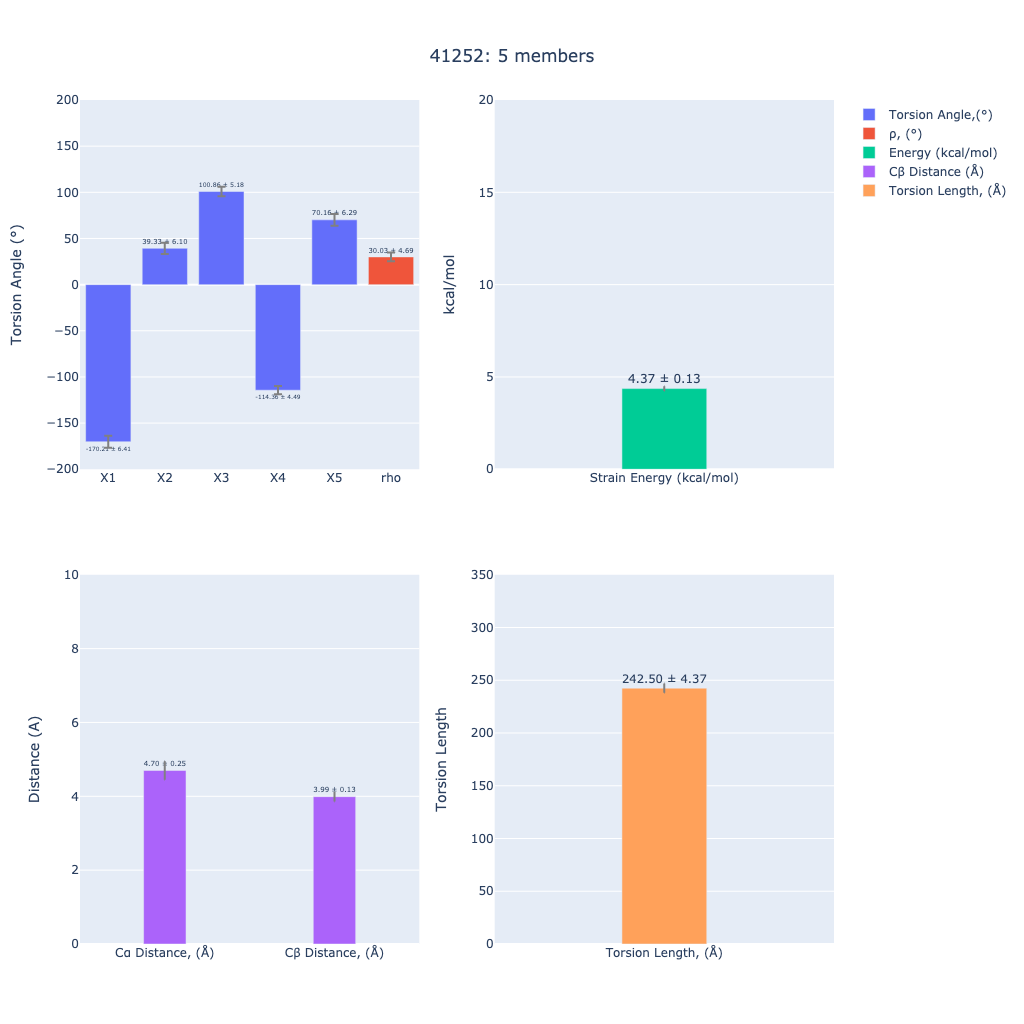 41252: 5 members
200
150
100
50
0
−50
−100
−150
−200
Torsion Angle (°)
-170.21 ± 6.41
39.33 ± 6.10
100.86 ± 5.18
-114.36 ± 4.49
70.16 ± 6.29
30.03 ± 4.69
X1
X2
X3
X4
X5
rho
20
15
10
5
0
kcal/mol
4.37 ± 0.13
Strain Energy (kcal/mol)
Torsion Angle,(°)
ρ, (°)
Energy (kcal/mol)
Cβ Distance (Å)
Torsion Length, (Å)
10
8
6
4
2
0
Distance (A)
4.70 ± 0.25
3.99 ± 0.13
Cα Distance, (Å)
Cβ Distance, (Å)
350
300
250
200
150
100
50
0
Torsion Length
242.50 ± 4.37
Torsion Length, (Å)